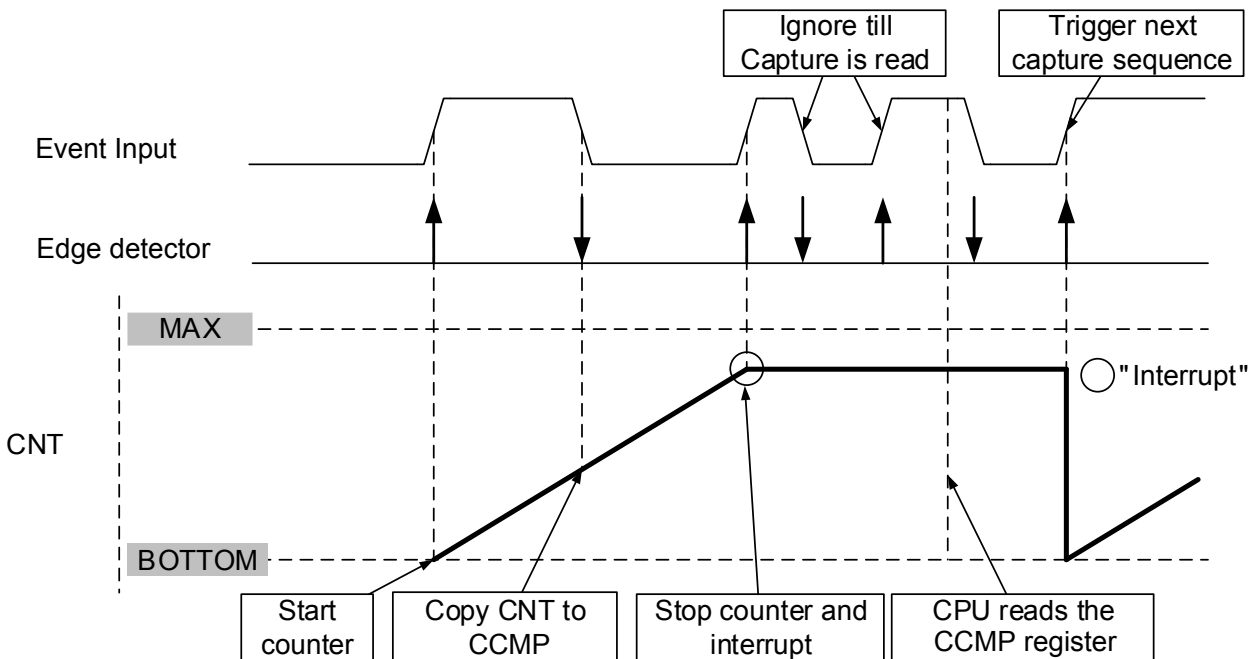 Ignore till
Capture is read
Trigger next
capture sequence
Event Input
Edge detector
MAX
"Interrupt"
CNT
BOTTOM
Start
counter
Copy CNT to
CCMP
Stop counter and
interrupt
CPU reads the
CCMP register